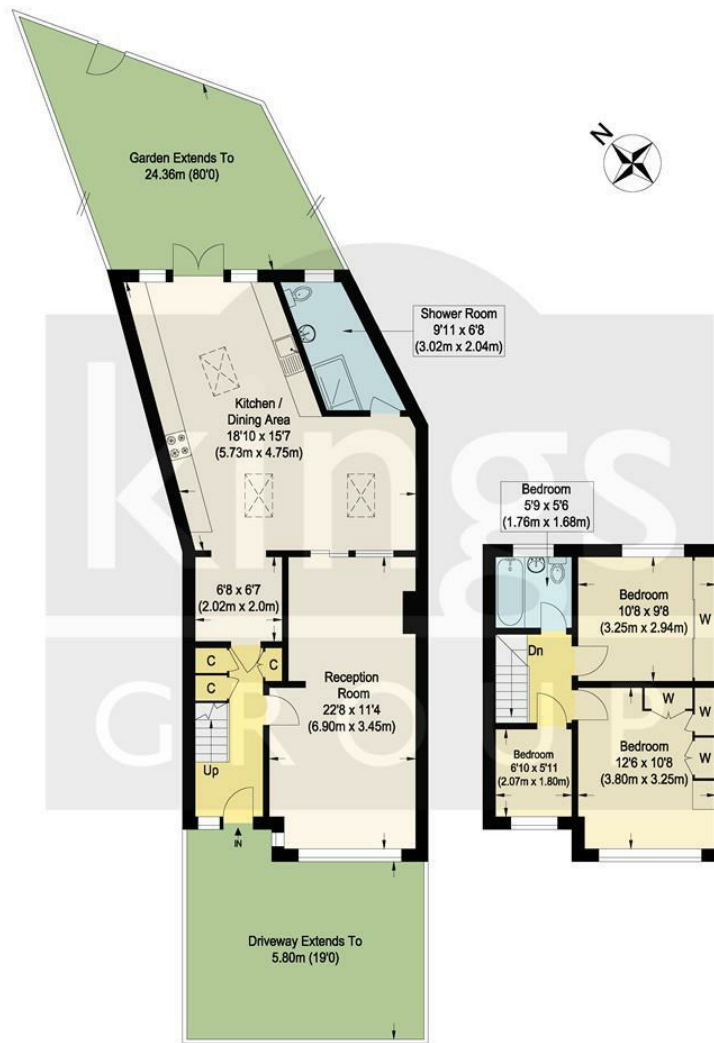 Garden Extends To
24.36m (80'0)
N
Shower Room
9'11 x 6'8
(3.02m x 2.04m)
Kitchen /
Dining Area
18'10 x 15'7
(5.73m x 4.75m)
kings
GROUP
6'8 x 6'7
(2.02m x 2.0m)
C
C
C
Reception
Room
22'8 x 11'4
(6.90m x 3.45m)
Up
IN
Driveway Extends To
5.80m (19'0)
Bedroom
5'9 x 5'6
(1.76m x 1.68m)
Bedroom
10'8 x 9'8
(3.25m x 2.94m)
W
Dn
W
W
W
Bedroom
12'6 x 10'8
(3.80m x 3.25m)
Bedroom
6'10 x 5'11
(2.07m x 1.80m)